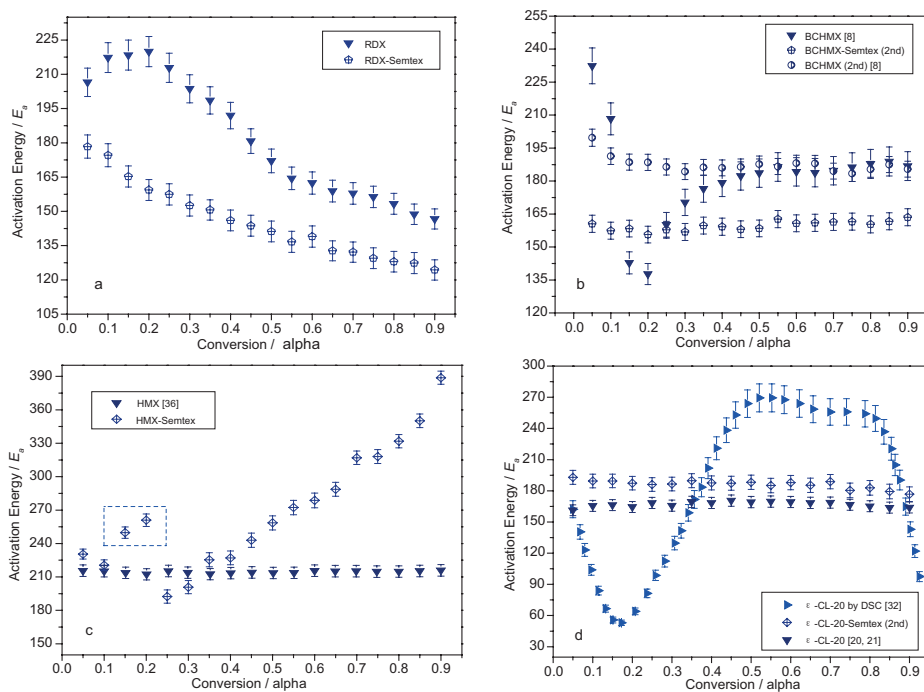 225
210
195
180
165
150
135
120
105
Activation Energy / Ea
RDX
RDX-Semtex
a
0.0 0.1 0.2 0.3 0.4 0.5 0.6 0.7 0.8 0.9
Conversion / alpha
255
240
225
210
195
180
165
150
135
120
Activation Energy / Ea
BCHMX [8]
BCHMX-Semtex (2nd)
BCHMX (2nd) [8]
b
0.0 0.1 0.2 0.3 0.4 0.5 0.6 0.7 0.8 0.9
Conversion / alpha
390
360
330
300
270
240
210
180
150
Activation Energy / Ea
HMX [36]
HMX-Semtex
c
0.0 0.1 0.2 0.3 0.4 0.5 0.6 0.7 0.8 0.9
Conversion / alpha
300
270
240
210
180
150
120
90
60
30
Activation Energy / Ea
ε -CL-20 by DSC [32]
ε -CL-20-Semtex (2nd)
ε -CL-20 [20, 21]
d
0.0 0.1 0.2 0.3 0.4 0.5 0.6 0.7 0.8 0.9
Conversion / alpha